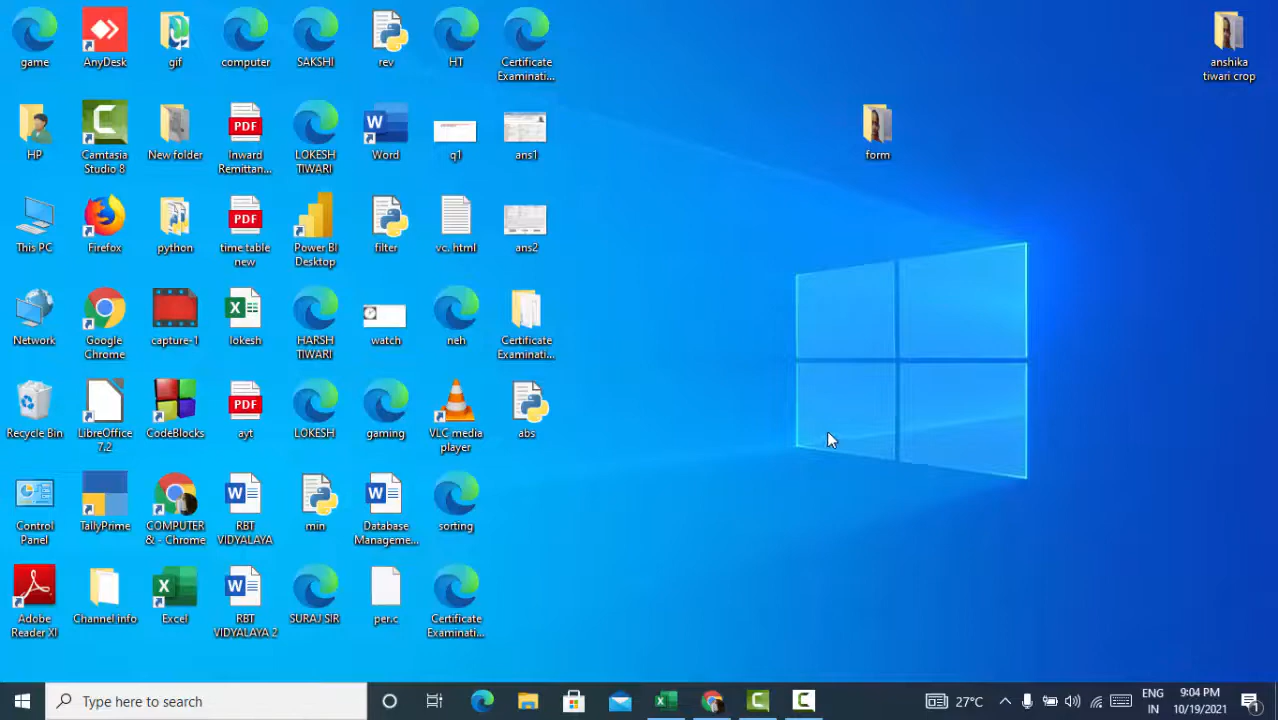 game
AnyDesk
gif
computer
SAKSHI
rev
HT
Certificate
Examinati...
anshika
tiwari crop
HP
Camtasia
Studio 8
New folder
PDF
Inward
Remittan...
LOKESH
TIWARI
Word
q1
ans1
form
This PC
Firefox
python
PDF
time table
new
Power BI
Desktop
filter
vc. html
ans2
Network
Google
Chrome
capture-1
lokesh
HARSH
TIWARI
watch
neh
Certificate
Examinati...
Recycle Bin
LibreOffice
7.2
CodeBlocks
PDF
ayt
LOKESH
gaming
VLC media
player
abs
Control
Panel
TallyPrime
COMPUTER
& - Chrome
RBT
VIDYALAYA
min
Database
Manageme...
sorting
Adobe
Reader XI
Channel info
Excel
RBT
VIDYALAYA 2
SURAJ SIR
per.c
Certificate
Examinati...
Type here to search
27°C
ENG
IN
9:04 PM
10/19/2021
1